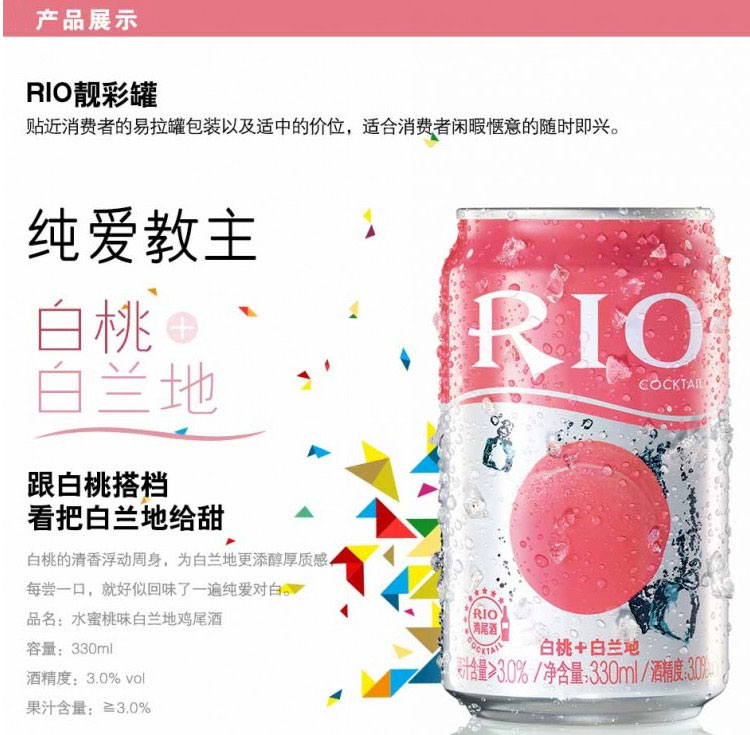 产品展示
RIO靓彩罐
贴近消费者的易拉罐包装以及适中的价位，适合消费者闲暇惬意的随时即兴。
纯爱教主
白桃+
白兰地
跟白桃搭档
看把白兰地给甜
白桃的清香浮动周身，为白兰地更添醇厚质感，
每尝一口，就好似回味了一遍纯爱对白。
品名：水蜜桃味白兰地鸡尾酒
容量：330ml
酒精度：3.0% vol
果汁含量：≧3.0%
RIO
COCKTAIL
RIO
鸡尾酒
COCKTAIL
白桃+白兰地
果汁含量≥3.0%/净含量:330ml/酒精度:3.0%